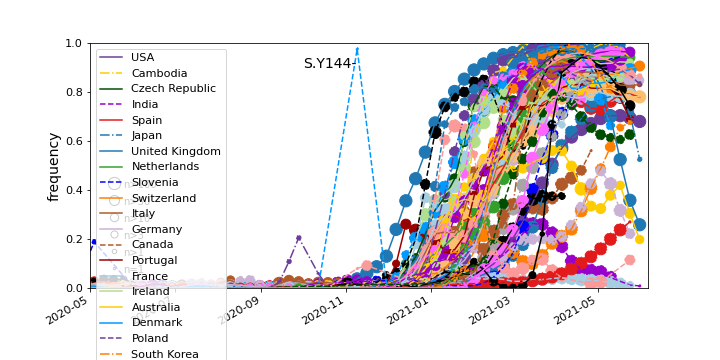 S.Y144-
frequency
1.0
0.8
0.6
0.4
0.2
0.0
2020-05
2020-09
2020-11
2021-01
2021-03
2021-05
USA
Cambodia
Czech Republic
India
Spain
Japan
United Kingdom
Netherlands
Slovenia
Switzerland
Italy
Germany
Canada
Portugal
France
Ireland
Australia
Denmark
Poland
South Korea